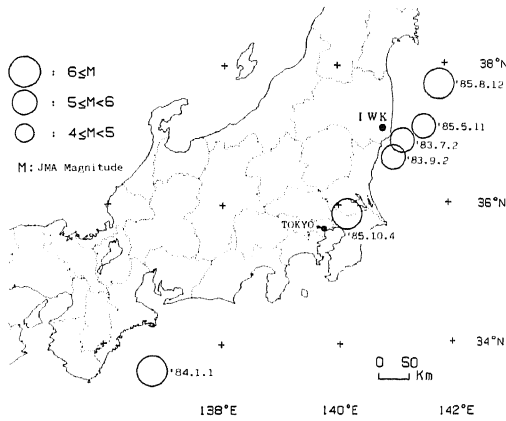 : 6≤M
: 5≤M<6
: 4≤M<5
M: JMA Magnitude
38°N
'85.8.12
IWK
'85.5.11
'83.7.2
'83.9.2
36°N
TOKYO
'85.10.4
34°N
'84.1.1
0 50
Km
138°E 140°E 142°E